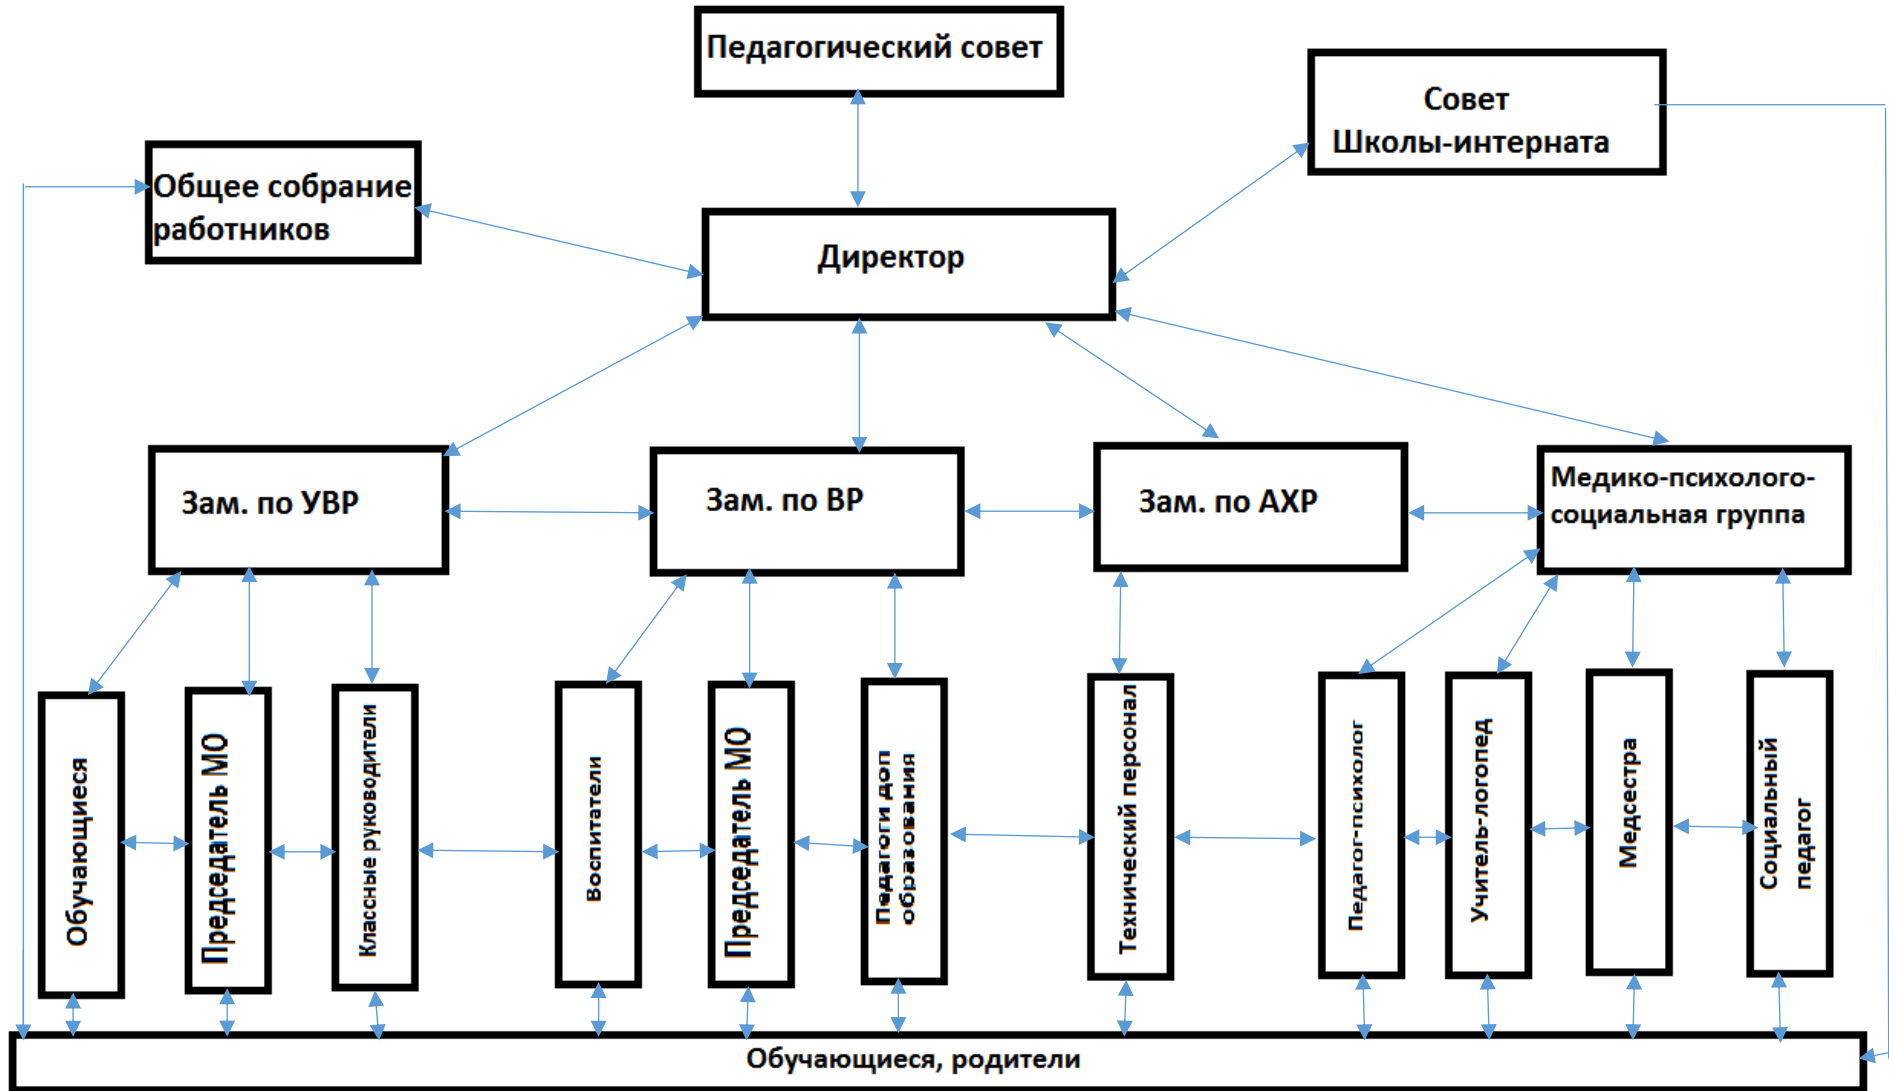 Педагогический совет
Совет
Школы-интерната
Общее собрание
работников
Директор
Зам. по УВР
Зам. по ВР
Зам. по АХР
Медико-психолого-
социальная группа
Обучающиеся
Председатель МО
Классные руководители
Воспитатели
Председатель МО
Педагоги доп
образования
Технический персонал
Педагог-психолог
Учитель-логопед
Медсестра
Социальный
педагог
Обучающиеся, родители